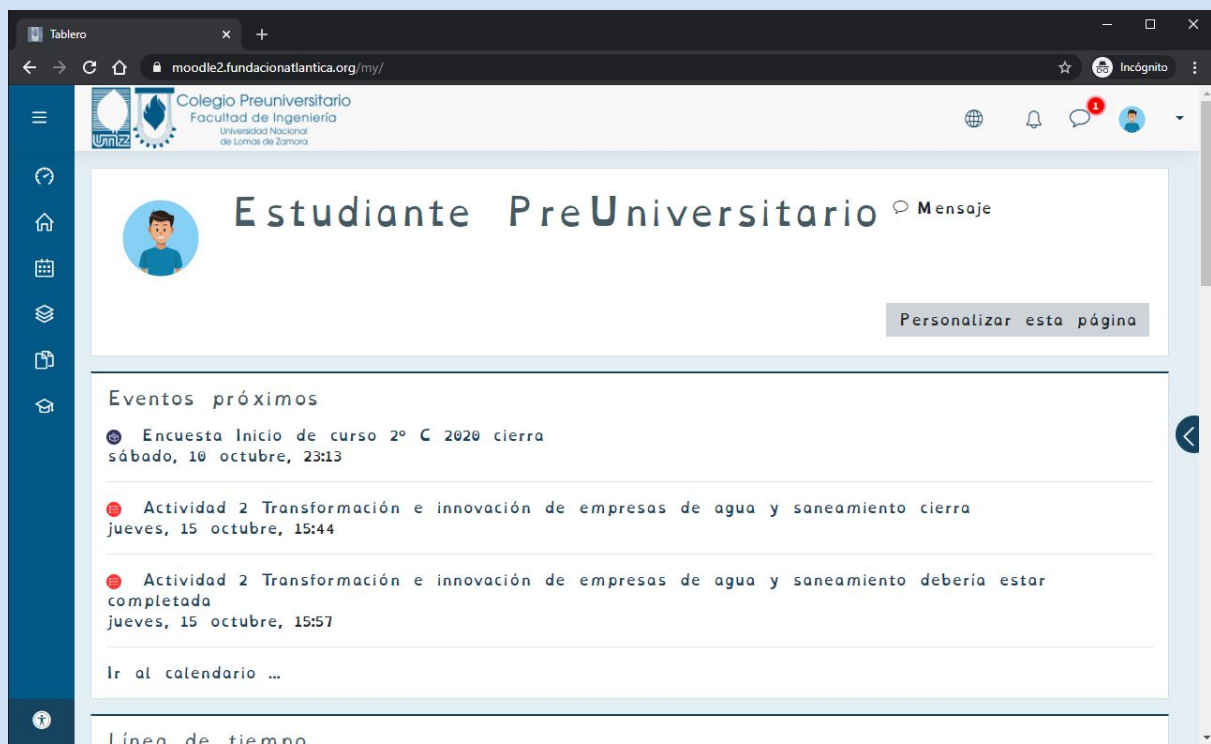 Tablero
moodle2.fundacionatlantica.org/my/
Incógnito
Colegio Preuniversitario
Facultad de Ingeniería
Universidad Nacional
de Lomas de Zamora
UNLZ
1
Estudiante PreUniversitario
Mensaje
Personalizar esta página
Eventos próximos
Encuesta Inicio de curso 2º C 2020 cierra
sábado, 10 octubre, 23:13
Actividad 2 Transformación e innovación de empresas de agua y saneamiento cierra
jueves, 15 octubre, 15:44
Actividad 2 Transformación e innovación de empresas de agua y saneamiento debería estar
completada
jueves, 15 octubre, 15:57
Ir al calendario ...
Línea de tiempo